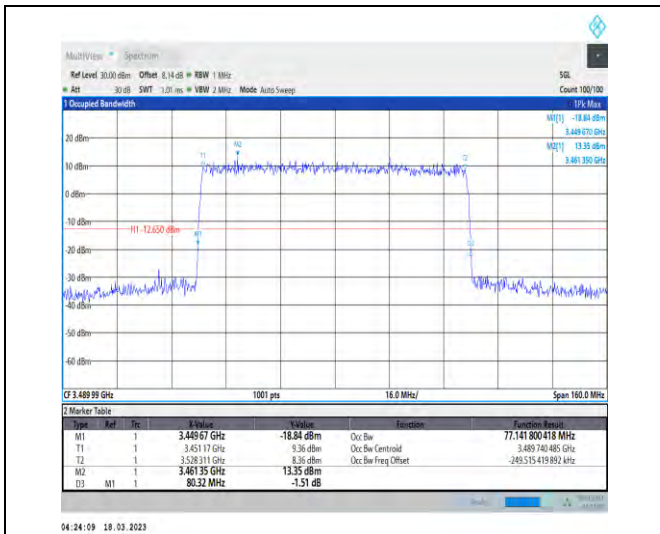 MultiView Spectrum
Ref Level 30.00 dBm Offset 8.14 dB RBW 1 MHz SGL
Att 30 dB SWT 1.01 ms VBW 2 MHz Mode Auto Sweep Count 100/100
1 Occupied Bandwidth 1Pk Max
M1[1] -18.84 dBm
3.449 670 GHz
M2[1] 13.35 dBm
3.461 350 GHz
20 dBm
M2
T1
10 dBm
0 dBm
-10 dBm
H1 -12.650 dBm
M1
-20 dBm
-30 dBm
-40 dBm
-50 dBm
-60 dBm
CF 3.489 99 GHz 1001 pts 16.0 MHz/ Span 160.0 MHz
2 Marker Table
Type Ref Trc X-Value Y-Value Function Function Result
M1 1 3.449 67 GHz -18.84 dBm Occ Bw 77.141 800 418 MHz
T1 1 3.451 17 GHz 9.36 dBm Occ Bw Centroid 3.489 740 485 GHz
T2 1 3.528 311 GHz 8.36 dBm Occ Bw Freq Offset -249.515 419 892 kHz
M2 1 3.461 35 GHz 13.35 dBm
D3 M1 1 80.32 MHz -1.51 dB
04:24:09 18.03.2023